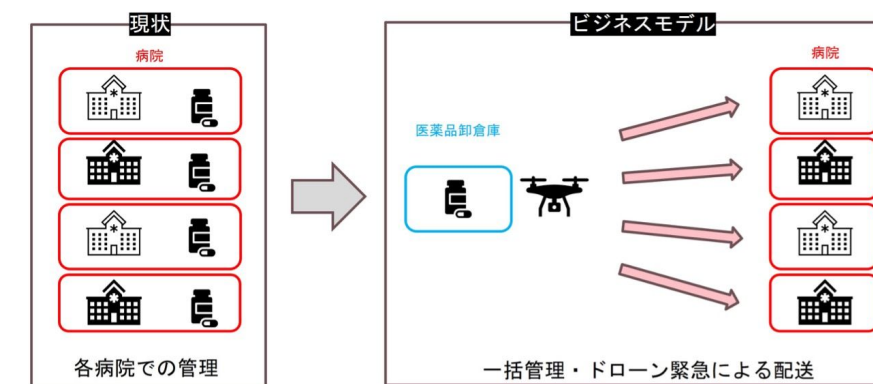 現状
病院
各病院での管理
ビジネスモデル
医薬品卸倉庫
病院
一括管理・ドローン緊急による配送